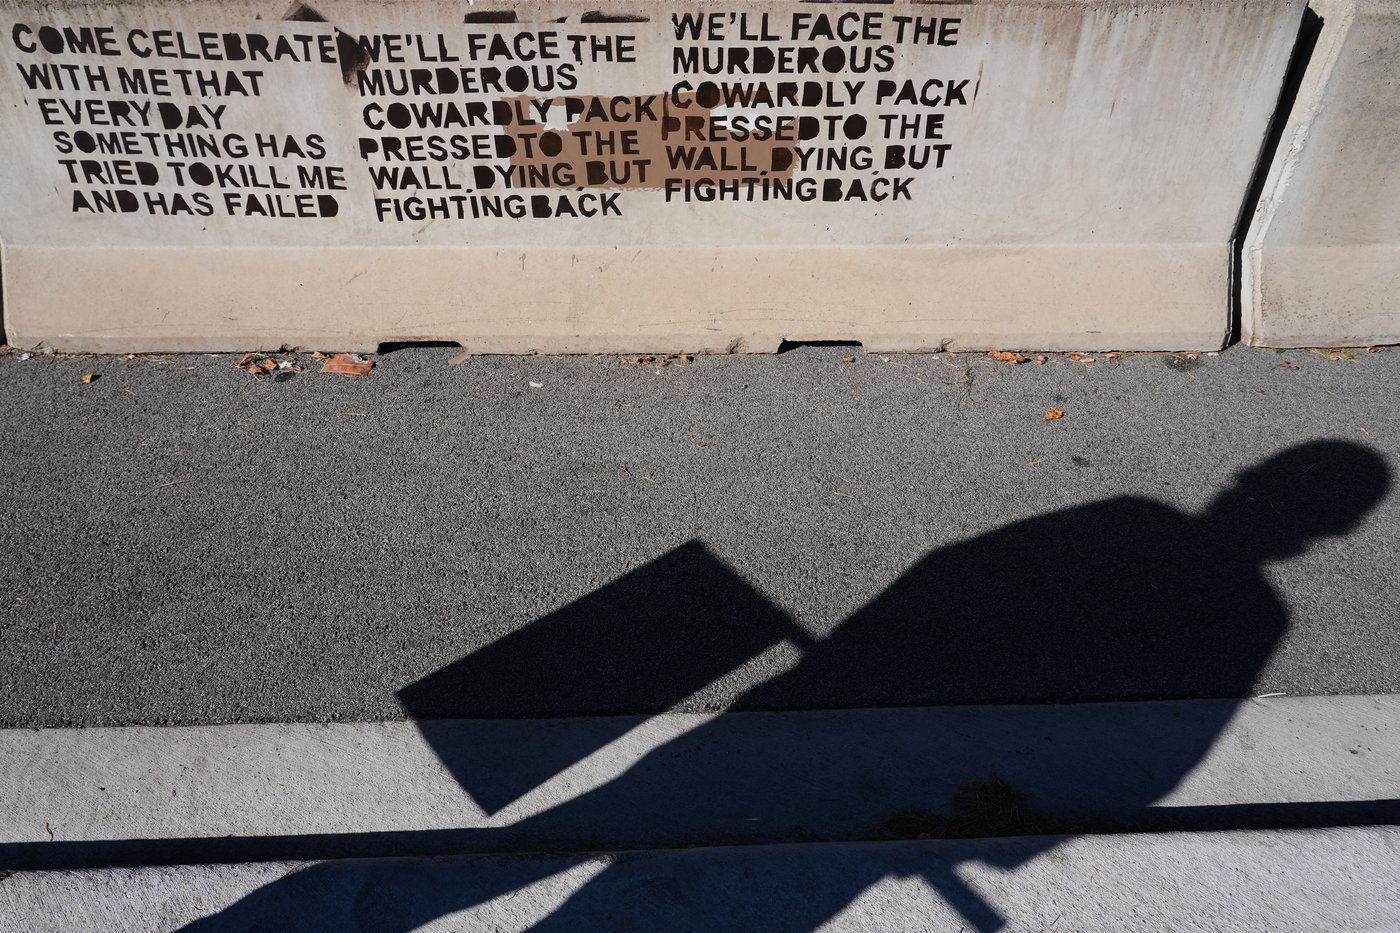 COME CELEBRATE
WITH ME THAT
EVERY DAY
SOMETHING HAS
TRIED TO KILL ME
AND HAS FAILED
WE'LL FACE THE
MURDEROUS
COWARDLY PACK
PRESSED TO THE
WALL, DYING, BUT
FIGHTING BACK
WE'LL FACE THE
MURDEROUS
COWARDLY PACK
PRESSED TO THE
WALL, DYING, BUT
FIGHTING BACK